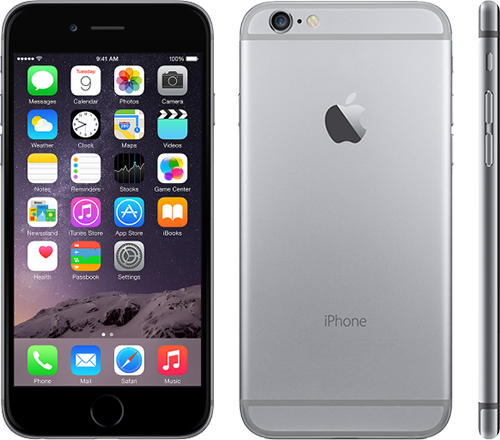 9:41 AM 100%
Tuesday
9
Messages Calendar Photos Camera
Weather Clock Maps Videos
Notes Reminders Stocks Game Center
Newsstand iTunes Store App Store iBooks
Health Passbook Settings
Phone Mail Safari Music
iPhone